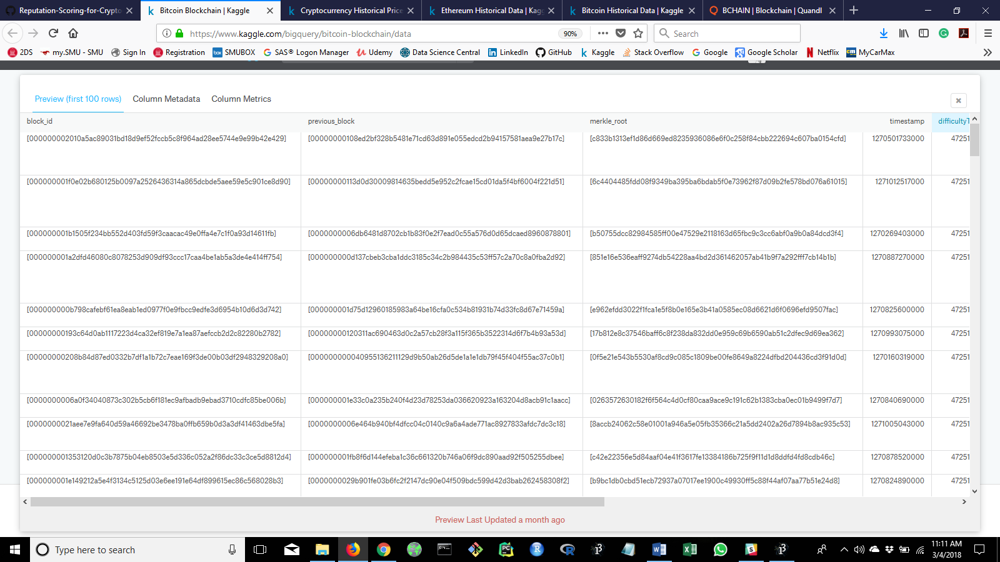 Reputation-Scoring-for-Crypto
Bitcoin Blockchain | Kaggle
Cryptocurrency Historical Price
Ethereum Historical Data | Kag
Bitcoin Historical Data | Kaggle
BCHAIN | Blockchain | Quandl
https://www.kaggle.com/bigquery/bitcoin-blockchain/data
90%
Search
2DS
my.SMU - SMU
Sign In
Registration
box
SMUBOX
SAS® Logon Manager
Udemy
Data Science Central
LinkedIn
GitHub
Kaggle
Stack Overflow
Google
Google Scholar
Netflix
MyCarMax
Preview (first 100 rows) Column Metadata Column Metrics
block_id previous_block merkle_root timestamp difficultyT
[000000002010a5ac89031bd18d9ef52fccb5c8f964ad28ee5744e9e99b42e429] [00000000108ed2bf328b5481e71cd63d891e055edcd2b94157581aea9e27b17c] [c833b1313ef1d86d669ed8235936086e6f0c258f84cbb222694c607ba0154cfd] 1270501733000 47251
[000000001f0e02b680125b0097a2526436314a865dcbde5aee59e5c901ce8d90] [00000000113d0d30009814635bedd5e952c2fcae15cd01da5f4bf6004f221d51] [6c4404485fdd08f9349ba395ba6bdab5f0e73962f87d09b2fe578bd076a61015] 1271012517000 47251
[000000001b1505f234bb552d403fd59f3caacac49e0ffa4e7c1f0a93d14611fb] [0000000006db6481d8702cb1b83f0e2f7ead0c55a576d0d65dcaed8960878801] [b50755dcc82984585ff00e47529e2118163d65fbc9c3cc6abf0a9b0a84dcd3f4] 1270269403000 47251
[000000001a2dfd46080c8078253d909df93ccc17caa4be1ab5a3de4e414ff754] [000000000d137cbeb3cba1ddc3185c34c2b984435c53ff57c2a70c8a0fba2d92] [851e16e536eaff9274db54228aa4bd2d361462057ab41b9f7a292fff7cb14b1b] 1270887270000 47251
[000000000b798cafebf61ea8eab1ed0977f0e9fbcc9edfe3d6954b10d6d3d742] [000000001d75d12960185983a64be16cfa0c534b81931b74d33fc8d67e71459a] [e962efdd3022f1fca1e5f8b0e165e3b41a0585ec08d6621d6f0696efd9507fac] 1270825600000 47251
[00000000193c64d0ab1117223d4ca32ef819e7a1ea87aefccb2d2c82280b2782] [00000000120311ac690463d0c2a57cb28f3a115f365b3522314d6f7b4b93a53d] [17b812e8c37546baff6c8f238da832dd0e959c69b6590ab51c2dfec9d69ea362] 1270993075000 47251
[00000000208b84d87ed0332b7df1a1b72c7eae169f3de00b03df2948329208a0] [000000000040955136211129d9b50ab26d5de1a1e1db79f45f404f55ac37c0b1] [0f5e21e543b5530af8cd9c085c1809be00fe8649a8224dfbd204436cd3f91d0d] 1270160319000 47251
[0000000006a0f34040873c302b5cb6f181ec9afbadb9ebad3710cdfc85be006b] [000000001e33c0a235b240f4d23d78253da036620923a163204d8acb91c1aacc] [0263572630182f6f564c4d0cf80caa9ace9c191c62b1383cba0ec01b9499f7d7] 1270840690000 47251
[0000000021aee7e9fa640d59a46692be3478ba0ffb659b0d3a3df41463dbe5fa] [000000006e464b940bf4dfcc04c0140c9a6a4ade771ac8927833afdc7dc3c18] [8accb24062c58e01001a946a5e05fb35366c21a5dd2402a26d7894b8ac935c53] 1271005043000 47251
[000000001353120d0c3b7875b04eb8503e5d336c052a2f86dc33c3ce5d8812d4] [000000001fb8f6d144efeba1c36c661320b746a06f9dc890aad92f505255dbee] [c42e22356e5d84aaf04e41f3617fe13384186b725f9f11d1d8ddfd4fd8cdb46c] 1270878520000 47251
[000000001e149212a5e4f3134c5125d03e6ee191e64df899615ec86c568028b3] [0000000029b901fe03b6fc2f2147dc90e04f509bdc599d42d3bab262458308f2] [b9bc1db0cbd51ecb72937a07017ee1900c49930ff5c88f44af07aa77b51e24d8] 1270824890000 47251
Preview Last Updated a month ago
Type here to search
11:11 AM
3/4/2018